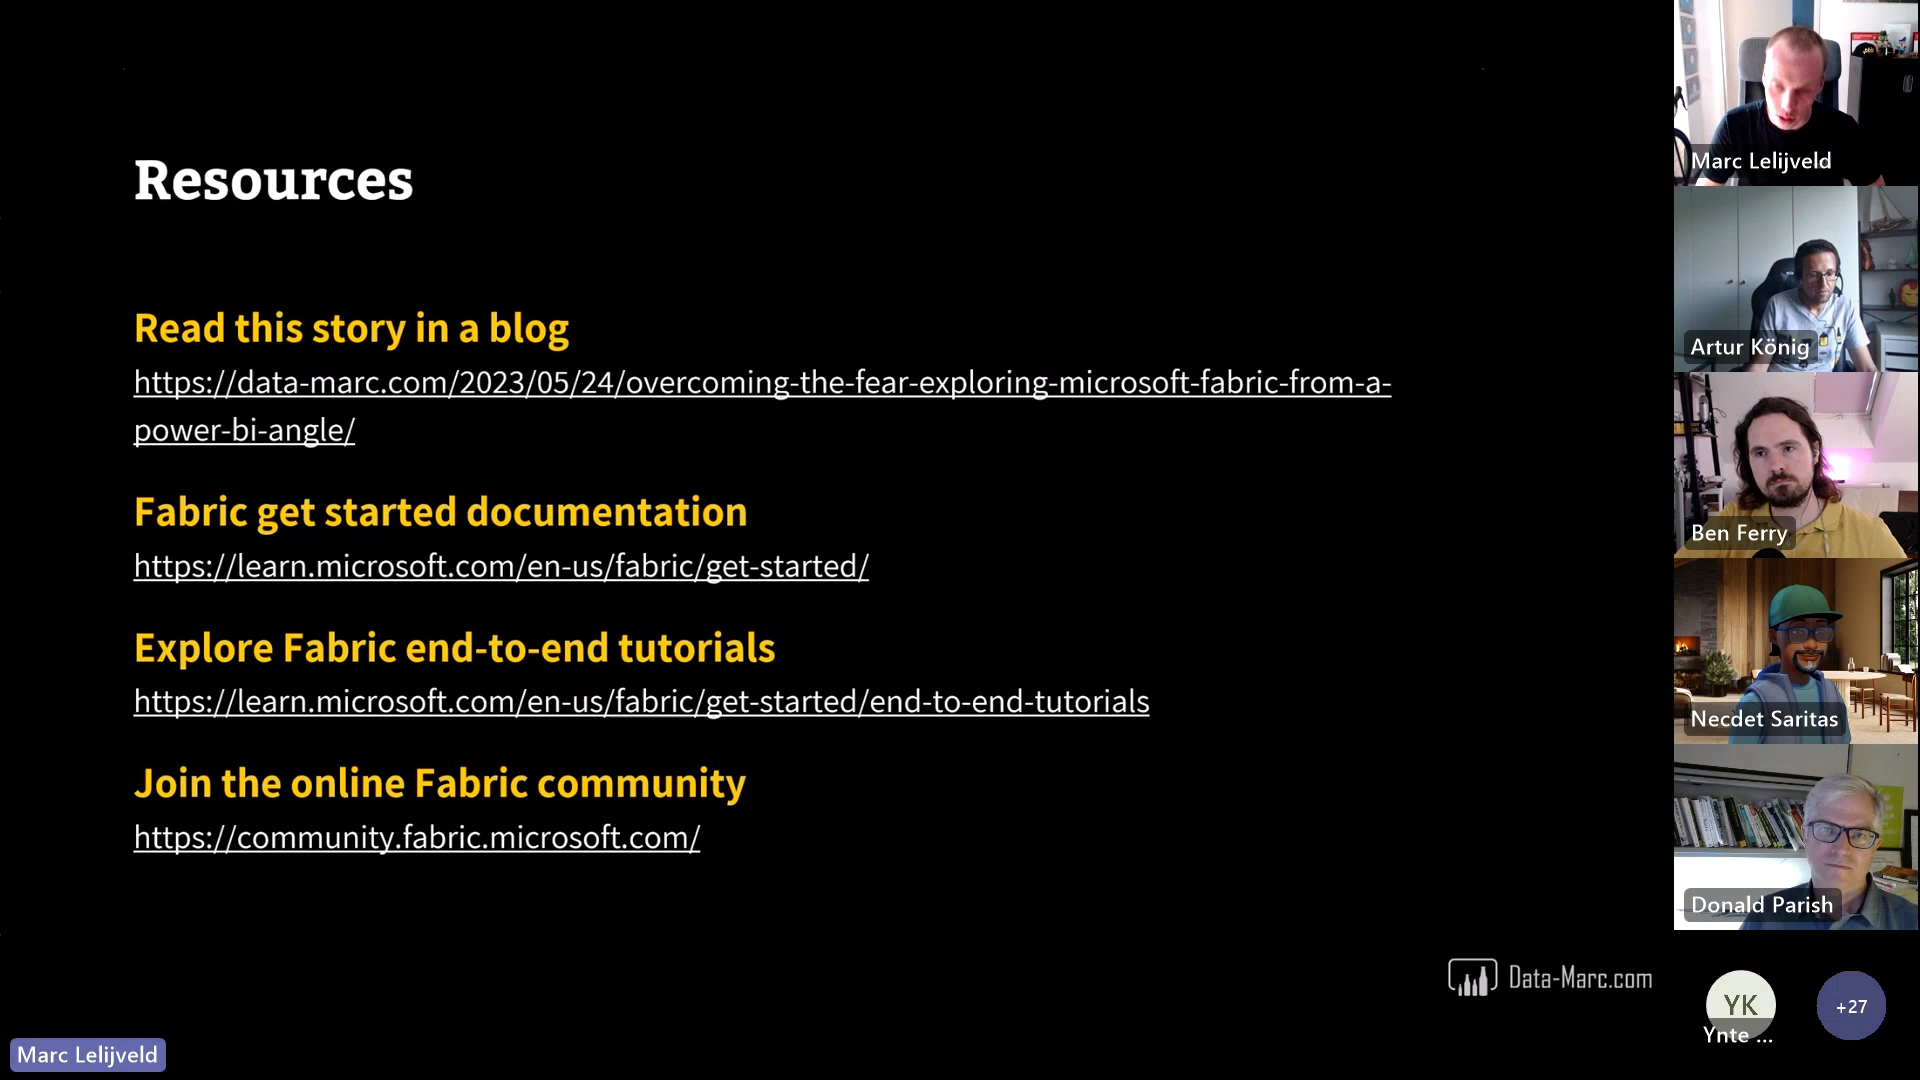 Resources
Read this story in a blog
https://data-marc.com/2023/05/24/overcoming-the-fear-exploring-microsoft-fabric-from-a-
power-bi-angle/
Fabric get started documentation
https://learn.microsoft.com/en-us/fabric/get-started/
Explore Fabric end-to-end tutorials
https://learn.microsoft.com/en-us/fabric/get-started/end-to-end-tutorials
Join the online Fabric community
https://community.fabric.microsoft.com/
Data-Marc.com
Marc Lelijveld
Marc Lelijveld
Artur König
Ben Ferry
Necdet Saritas
Donald Parish
YK
Ynte ...
+27